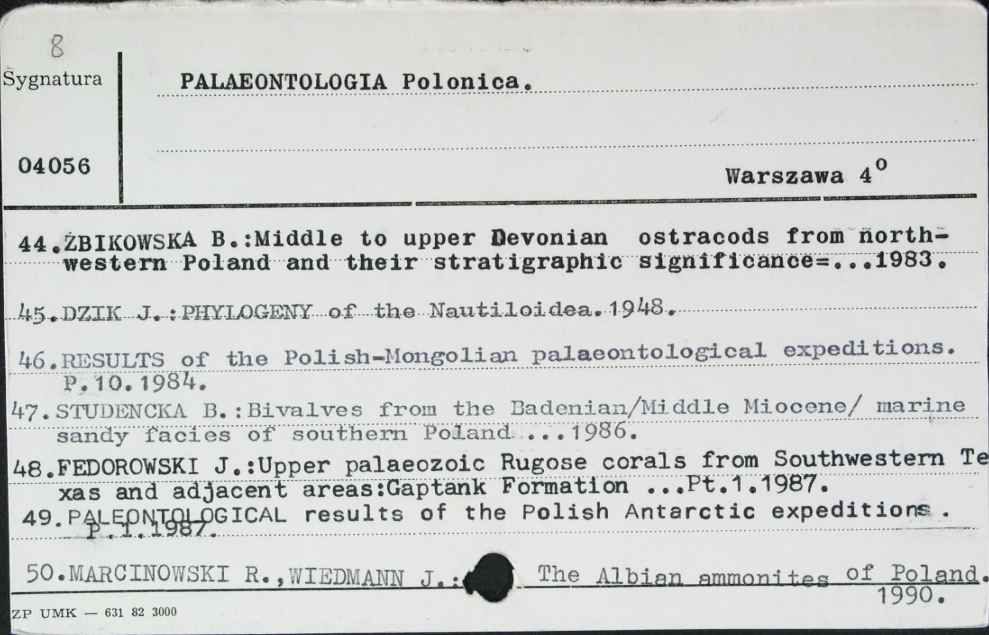 8
Sygnatura
PALAEONTOLOGIA Polonica.
04056
Warszawa 4°
44.ŻBIKOWSKA B.:Middle to upper Devonian ostracods from north-
western Poland and their stratigraphic significance=...1983.
45.DZIK J.:PHYLOGENY of the Nautiloidea.1948.
46.RESULTS of the Polish-Mongolian palaeontological expeditions.
P.10.1984.
47.STUDENCKA B.:Bivalves from the Badenian/Middle Miocene/ marine
sandy facies of southern Poland ...1986.
48.FEDOROWSKI J.:Upper palaeozoic Rugose corals from Southwestern Te
xas and adjacent areas:Gaptank Formation ...Pt.1.1987.
49.PALEONTOLOGICAL results of the Polish Antarctic expeditions.
P.1.1987.
50.MARCINOWSKI R.,WIEDMANN J.: The Albian ammonites of Poland.
1990.
ZP UMK — 631 82 3000